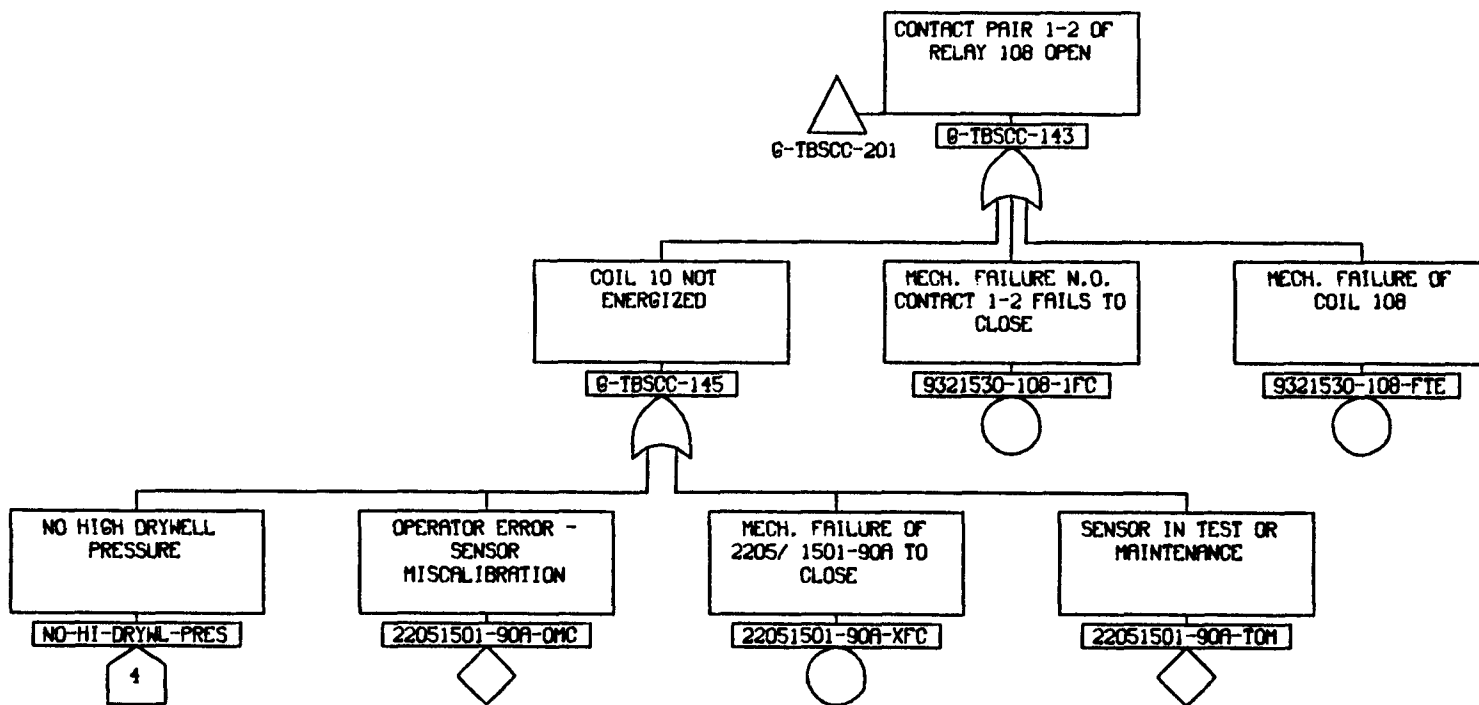 CONTACT PAIR 1-2 OF
RELAY 108 OPEN
G-TBSCC-201
G-TBSCC-143
COIL 10 NOT
ENERGIZED
G-TBSCC-145
MECH. FAILURE N.O.
CONTACT 1-2 FAILS TO
CLOSE
9321530-108-1FC
MECH. FAILURE OF
COIL 108
9321530-108-FTE
NO HIGH DRYWELL
PRESSURE
NO-HI-DRYWL-PRES
4
OPERATOR ERROR -
SENSOR
MISCALIBRATION
22051501-90A-OMC
MECH. FAILURE OF
2205/ 1501-90A TO
CLOSE
22051501-90A-XFC
SENSOR IN TEST OR
MAINTENANCE
22051501-90A-TOM